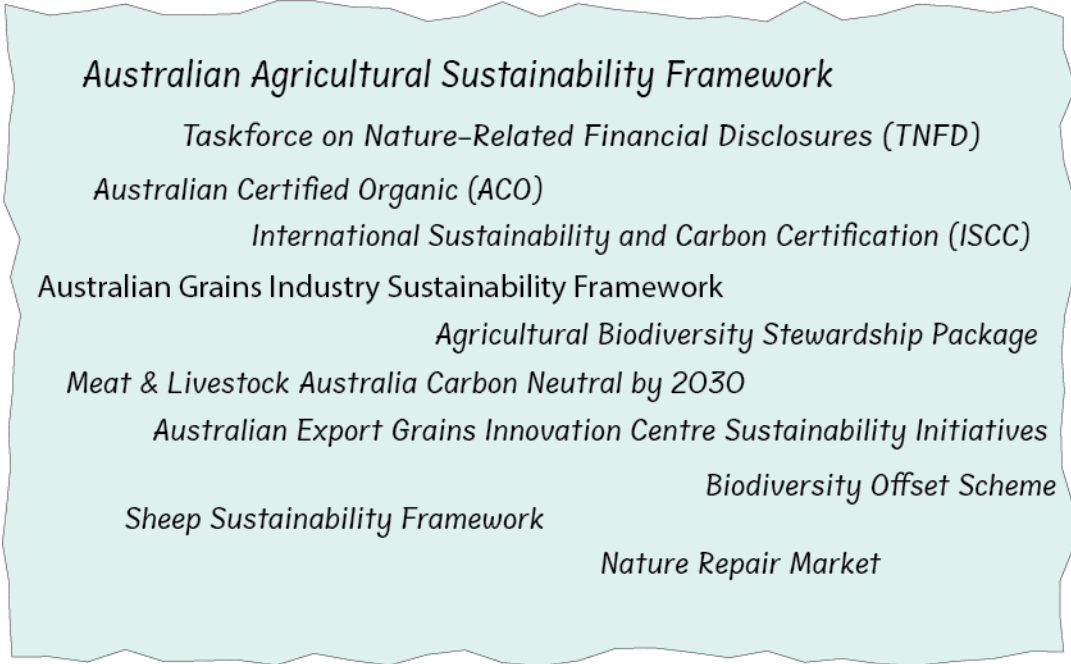 Australian Agricultural Sustainability Framework
Taskforce on Nature-Related Financial Disclosures (TNFD)
Australian Certified Organic (ACO)
International Sustainability and Carbon Certification (ISCC)
Australian Grains Industry Sustainability Framework
Agricultural Biodiversity Stewardship Package
Meat & Livestock Australia Carbon Neutral by 2030
Australian Export Grains Innovation Centre Sustainability Initiatives
Biodiversity Offset Scheme
Sheep Sustainability Framework
Nature Repair Market